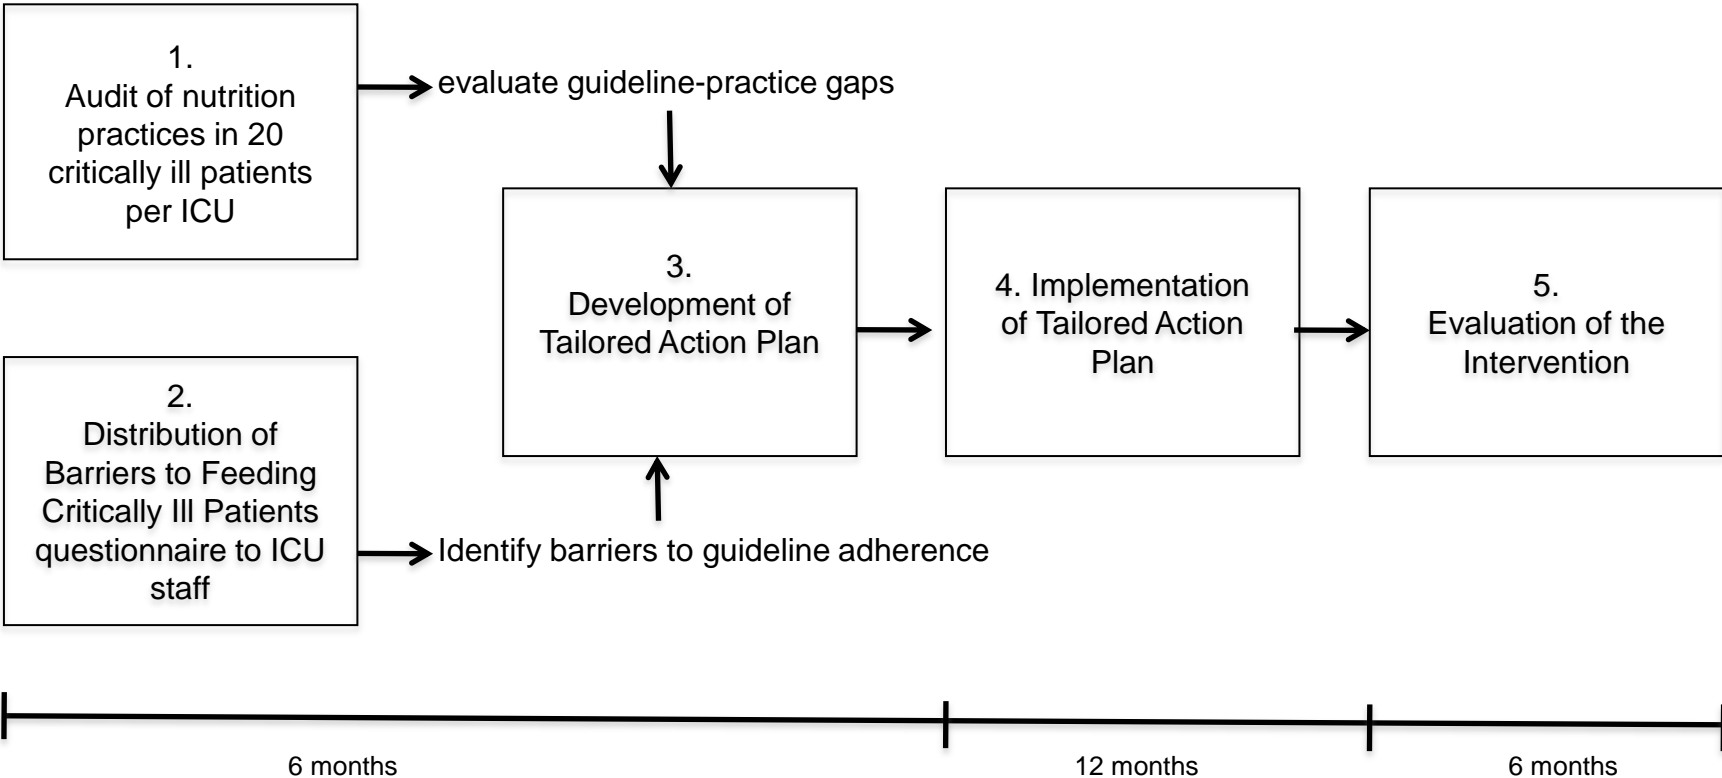 1.
Audit of nutrition
practices in 20
critically ill patients
per ICU
evaluate guideline-practice gaps
2.
Distribution of
Barriers to Feeding
Critically Ill Patients
questionnaire to ICU
staff
Identify barriers to guideline adherence
3.
Development of
Tailored Action Plan
4. Implementation
of Tailored Action
Plan
5.
Evaluation of the
Intervention
6 months
12 months
6 months